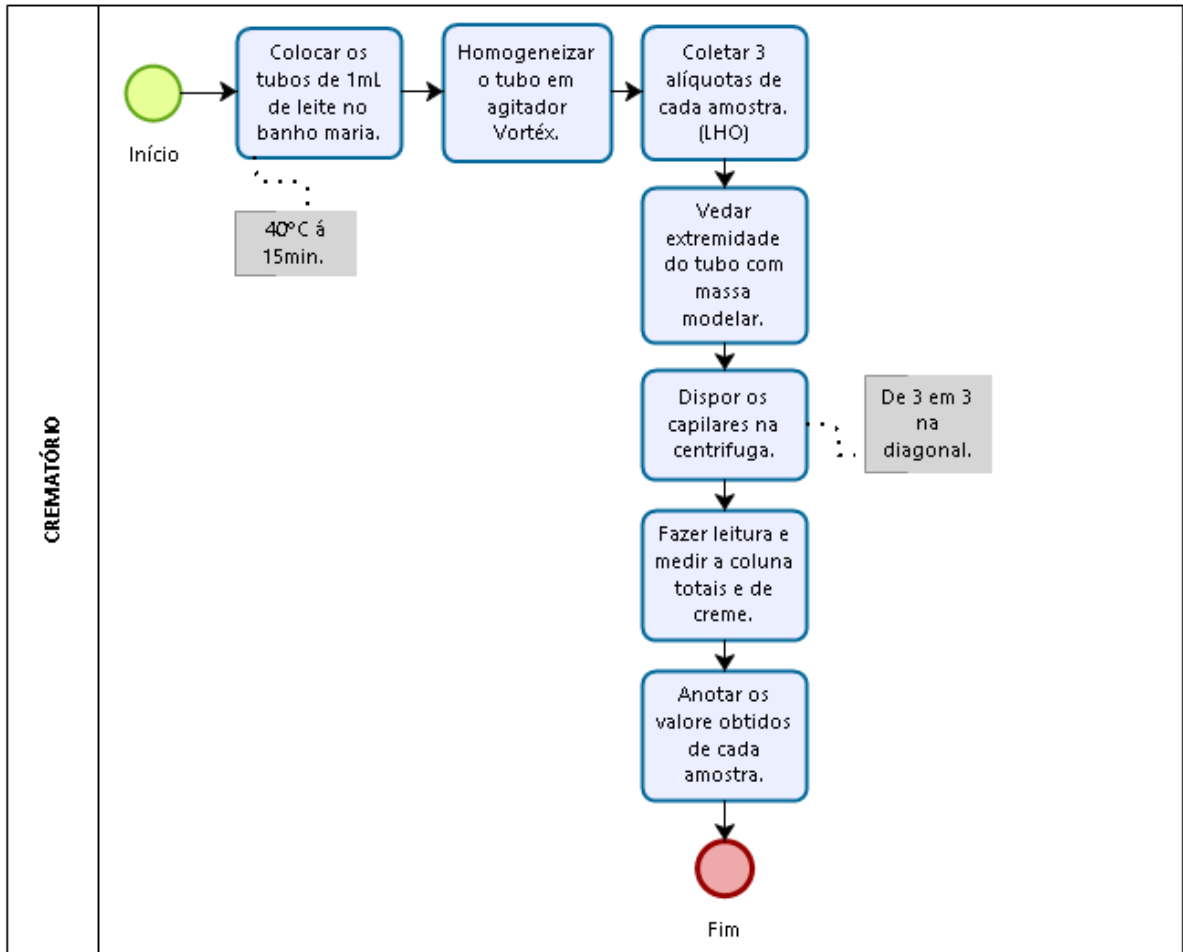 CREMATÓRIO
Início
Colocar os
tubos de 1mL
de leite no
banho maria.
40ºC á
15min.
Homogeneizar
o tubo em
agitador
Vortéx.
Coletar 3
alíquotas de
cada amostra.
(LHO)
Vedar
extremidade
do tubo com
massa
modelar.
Dispor os
capilares na
centrifuga.
De 3 em 3
na
diagonal.
Fazer leitura e
medir a coluna
totais e de
creme.
Anotar os
valore obtidos
de cada
amostra.
Fim